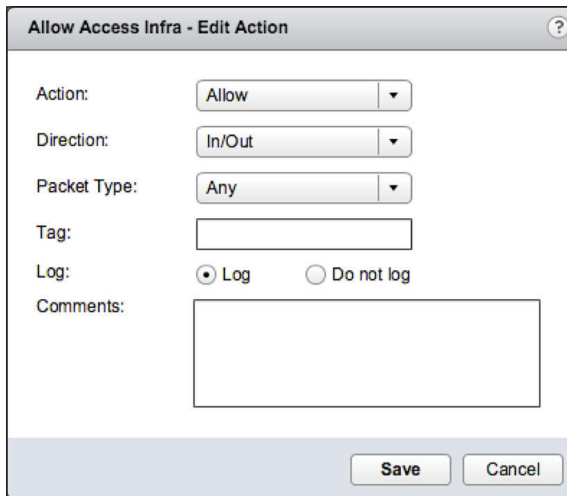 Allow Access Infra - Edit Action ?
Action: Allow
Direction: In/Out
Packet Type: Any
Tag:
Log: Log Do not log
Comments:
Save Cancel